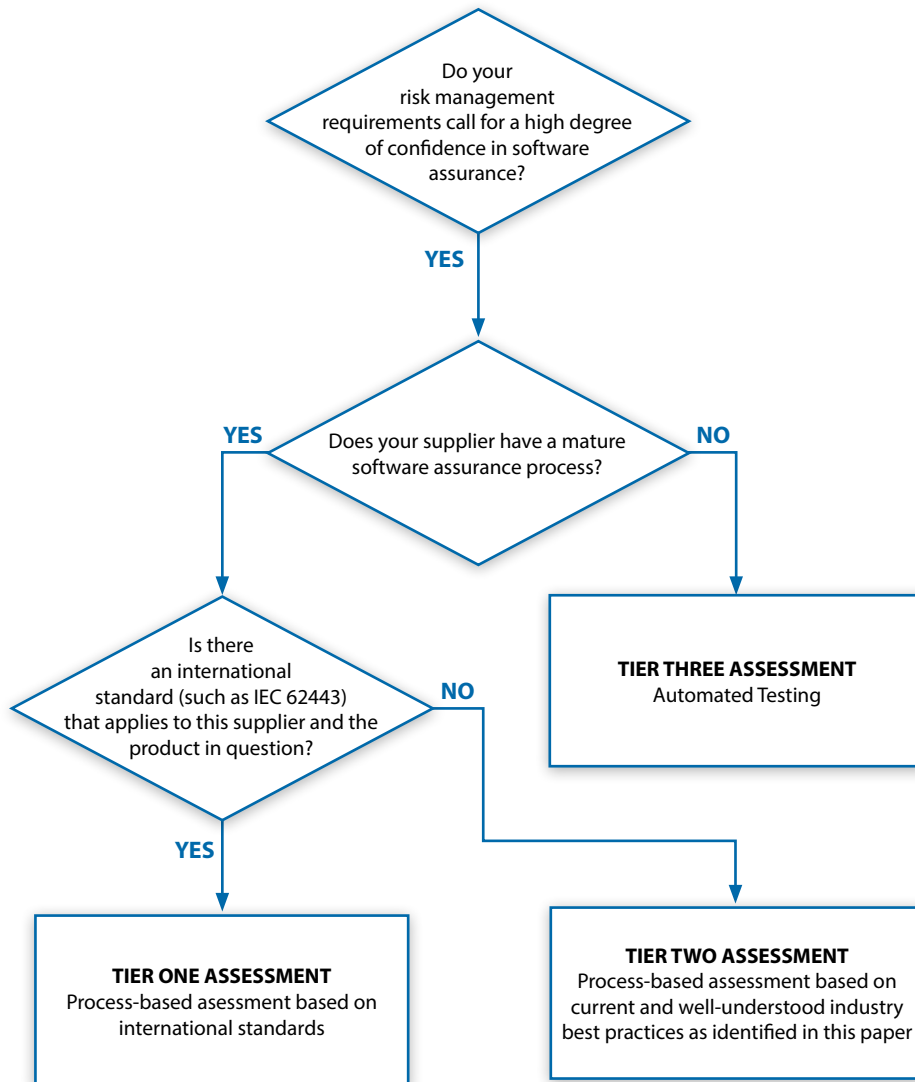 Do your
risk management
requirements call for a high degree
of confidence in software
assurance?
YES
YES
Does your supplier have a mature
software assurance process?
NO
Is there
an international
standard (such as IEC 62443)
that applies to this supplier and the
product in question?
NO
TIER THREE ASSESSMENT
Automated Testing
YES
TIER ONE ASSESSMENT
Process-based asessment based on
international standards
TIER TWO ASSESSMENT
Process-based assessment based on
current and well-understood industry
best practices as identified in this paper